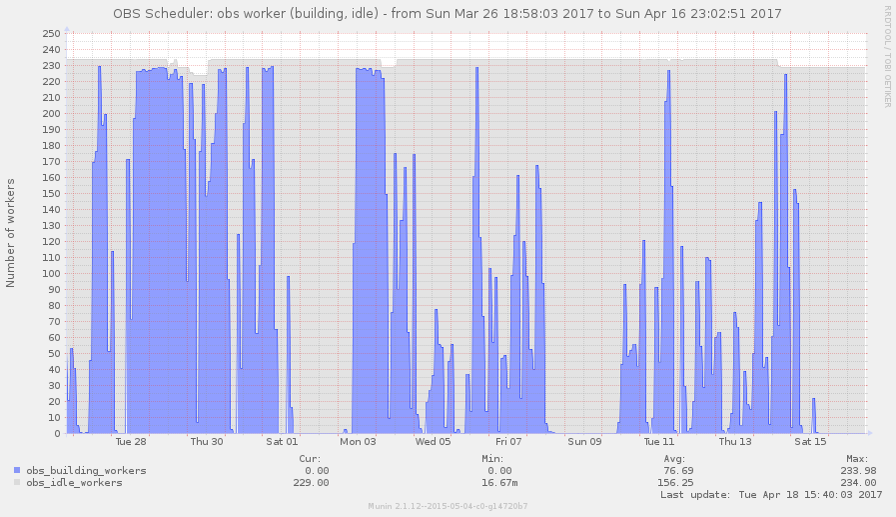 OBS Scheduler: obs worker (building, idle) - from Sun Mar 26 18:58:03 2017 to Sun Apr 16 23:02:51 2017
RRDTOOL / TOBI OETIKER
Number of workers
250
240
230
220
210
200
190
180
170
160
150
140
130
120
110
100
90
80
70
60
50
40
30
20
10
0
Tue 28 Thu 30 Sat 01 Mon 03 Wed 05 Fri 07 Sun 09 Tue 11 Thu 13 Sat 15
Cur: Min: Avg: Max:
obs_building_workers 0.00 0.00 76.69 233.98
obs_idle_workers 229.00 16.67m 156.25 234.00
Last update: Tue Apr 18 15:40:03 2017
Munin 2.1.12--2015-05-04-c0-g14720b7